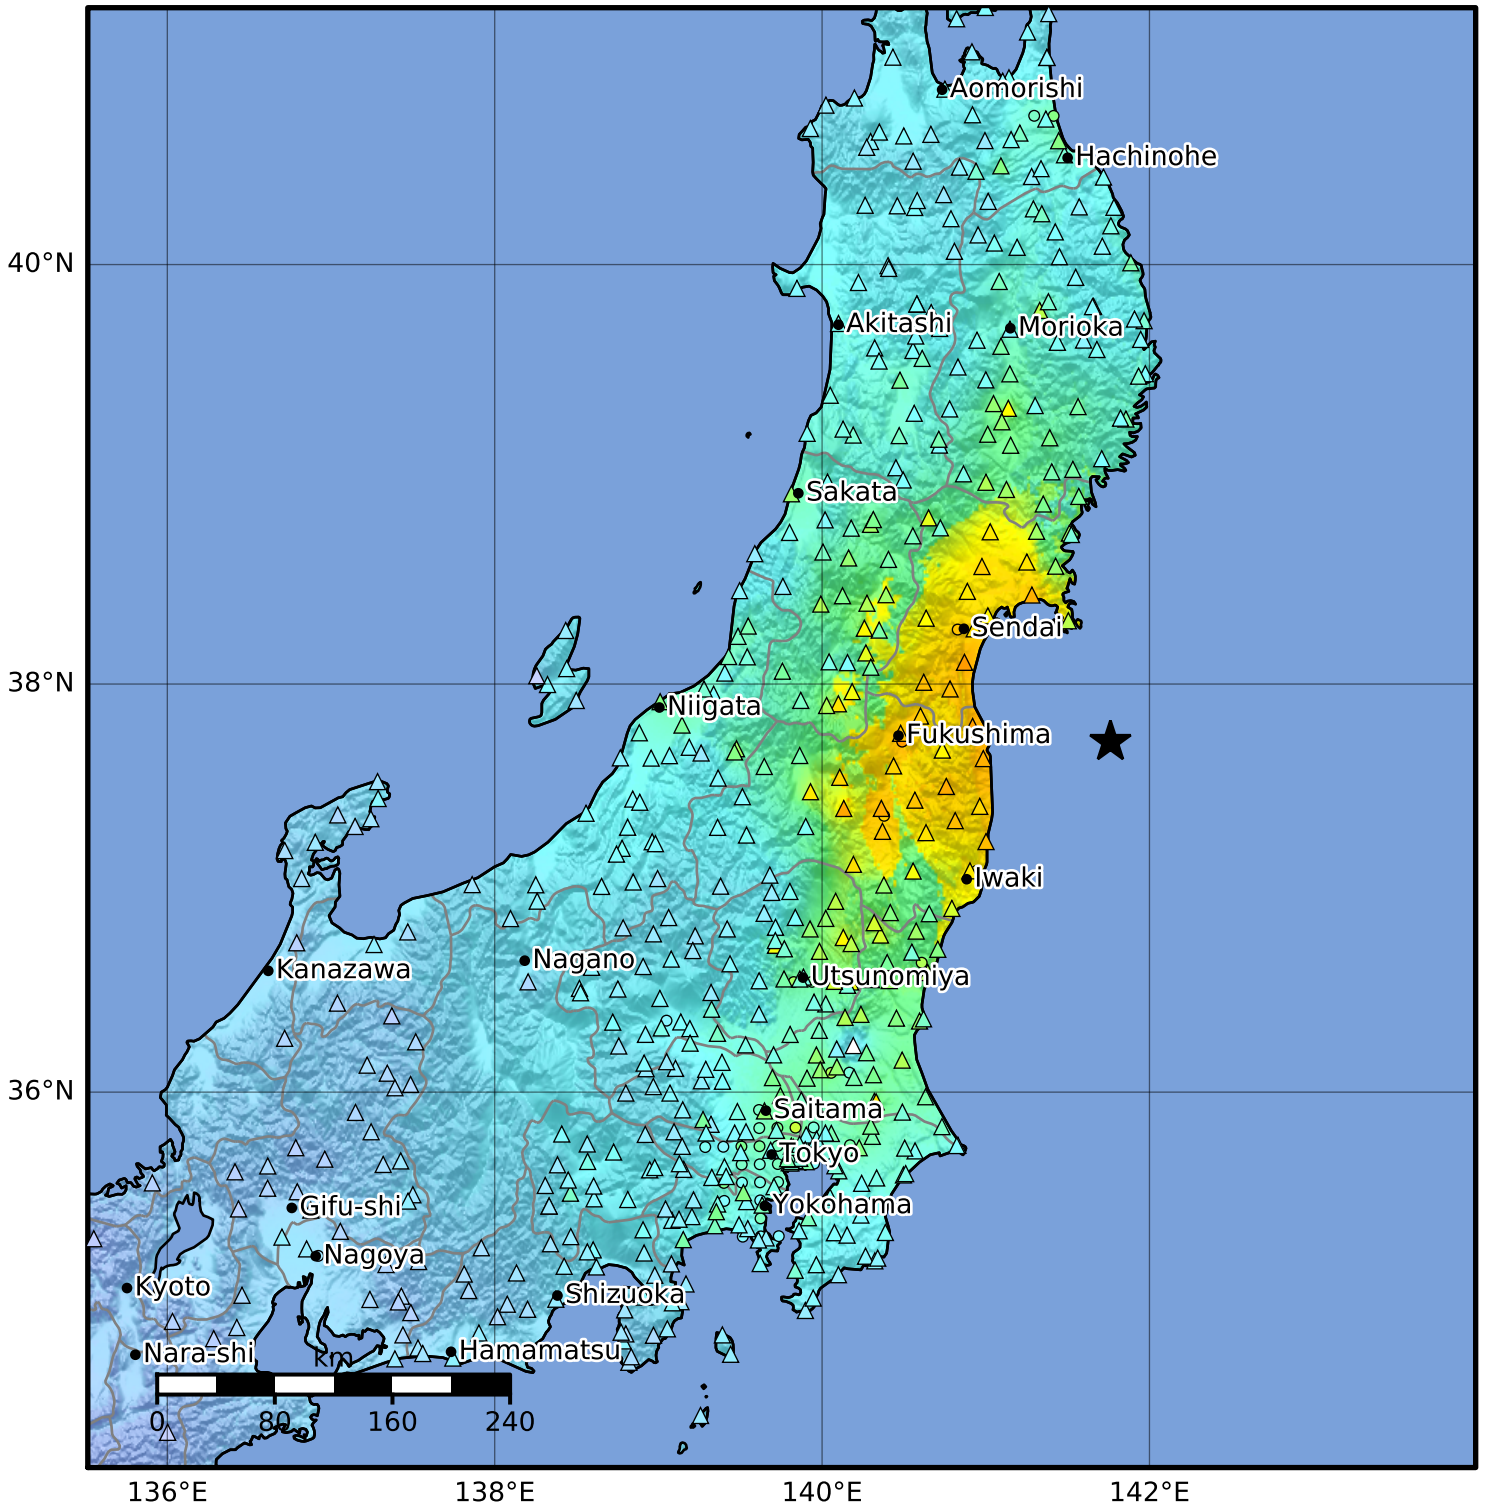 Aomorishi
Hachinohe
40°N
Akitashi
Morioka
Sakata
Sendai
38°N
Niigata
Fukushima
Iwaki
Nagano
Kanazawa
Utsunomiya
36°N
Saitama
Tokyo
Gifu-shi
Yokohama
Nagoya
Kyoto
Shizuoka
Nara-shi
Hamamatsu
km
0 80 160 240
136°E 138°E 140°E 142°E